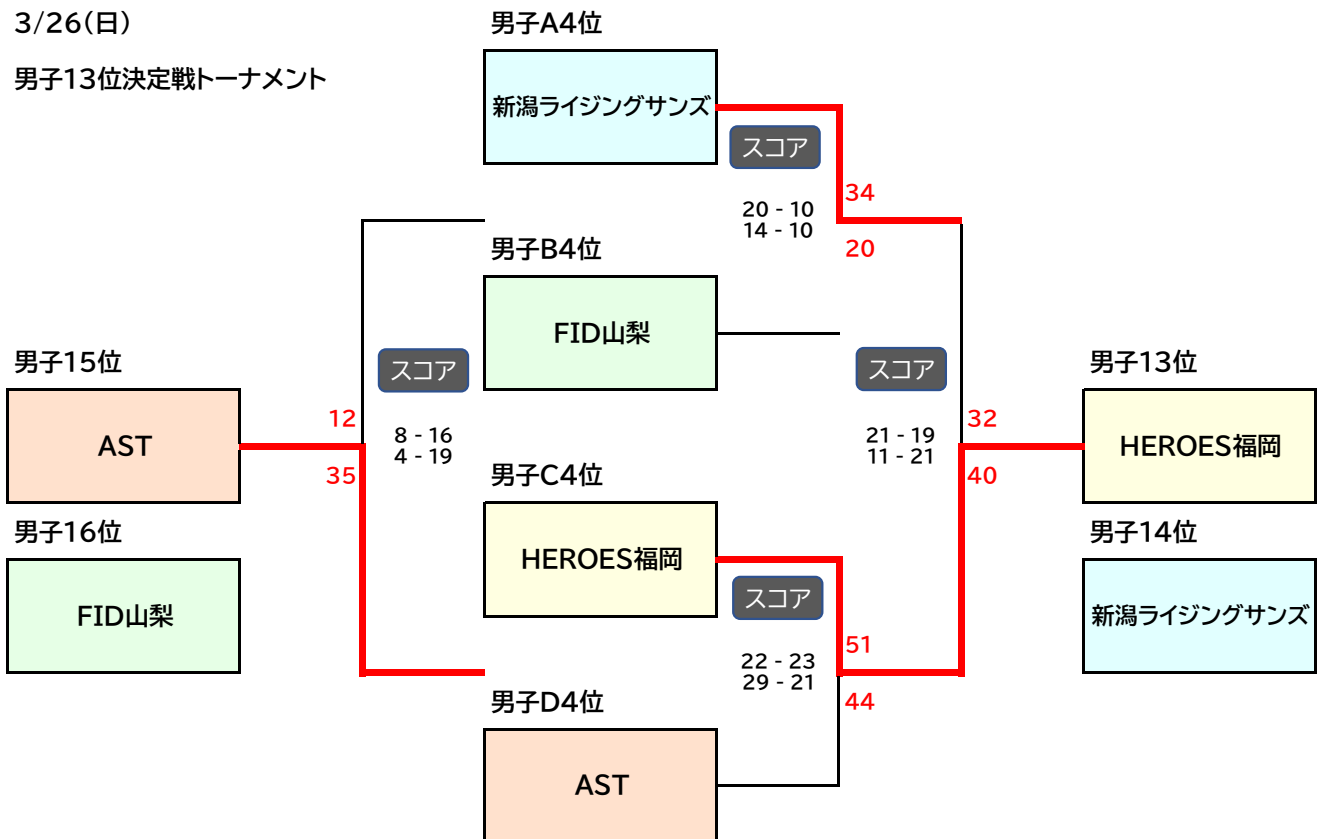 3/26(日)
男子13位決定戦トーナメント
男子A4位
新潟ライジングサンズ
スコア
20 - 10
14 - 10
34
20
男子B4位
FID山梨
男子15位
AST
男子16位
FID山梨
12
35
スコア
8 - 16
4 - 19
男子C4位
HEROES福岡
スコア
22 - 23
29 - 21
51
44
男子D4位
AST
スコア
21 - 19
11 - 21
32
40
男子13位
HEROES福岡
男子14位
新潟ライジングサンズ